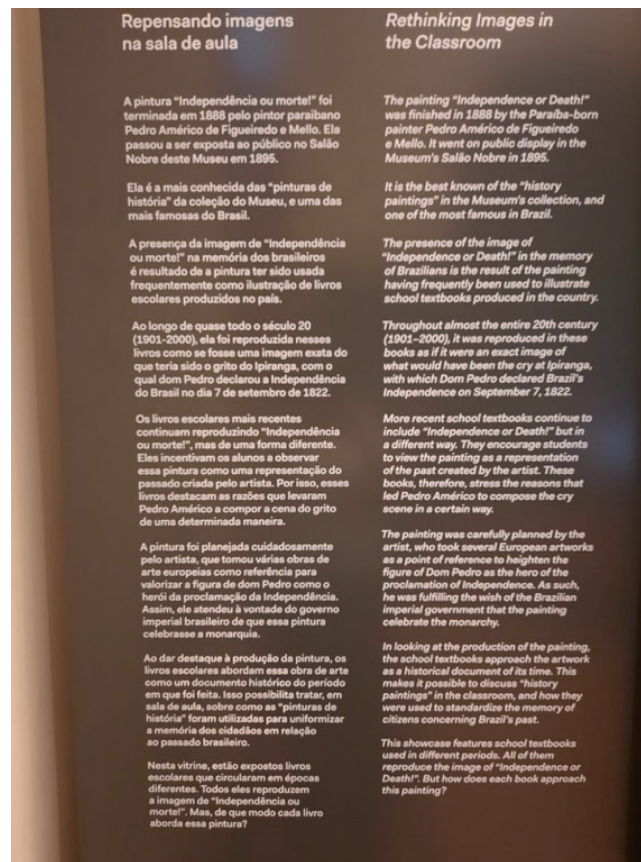 Repensando imagens
na sala de aula
A pintura “Independência ou morte!” foi
terminada em 1888 pelo pintor paraibano
Pedro Américo de Figueiredo e Mello. Ela
passou a ser exposta ao público no Salão
Nobre deste Museu em 1895.
Ela é a mais conhecida das “pinturas de
história” da coleção do Museu, e uma das
mais famosas do Brasil.
A presença da imagem de “Independência
ou morte!” na memória dos brasileiros
é resultado de a pintura ter sido usada
frequentemente como ilustração de livros
escolares produzidos no país.
Ao longo de quase todo o século 20
(1901-2000), ela foi reproduzida nesses
livros como se fosse uma imagem exata do
que teria sido o grito do Ipiranga, com o
qual dom Pedro declarou a Independência
do Brasil no dia 7 de setembro de 1822.
Os livros escolares mais recentes
continuam reproduzindo “Independência
ou morte!”, mas de uma forma diferente.
Eles incentivam os alunos a observar
essa pintura como uma representação do
passado criada pelo artista. Por isso, esses
livros destacam as razões que levaram
Pedro Américo a compor a cena do grito
de uma determinada maneira.
A pintura foi planejada cuidadosamente
pelo artista, que tomou várias obras de
arte europeias como referência para
valorizar a figura de dom Pedro como o
herói da proclamação da Independência.
Assim, ele atendeu à vontade do governo
imperial brasileiro de que essa pintura
celebrasse a monarquia.
Ao dar destaque à produção da pintura, os
livros escolares abordam essa obra de arte
como um documento histórico do período
em que foi feita. Isso possibilita tratar, em
sala de aula, sobre como as “pinturas de
história” foram utilizadas para uniformizar
a memória dos cidadãos em relação
ao passado brasileiro.
Nesta vitrine, estão expostos livros
escolares que circularam em épocas
diferentes. Todos eles reproduzem
a imagem de “Independência ou
morte!”. Mas, de que modo cada livro
aborda essa pintura?
Rethinking Images in
the Classroom
The painting “Independence or Death!”
was finished in 1888 by the Paraíba-born
painter Pedro Américo de Figueiredo
e Mello. It went on public display in the
Museum’s Salão Nobre in 1895.
It is the best known of the “history
paintings” in the Museum’s collection, and
one of the most famous in Brazil.
The presence of the image of
“Independence or Death!” in the memory
of Brazilians is the result of the painting
having frequently been used to illustrate
school textbooks produced in the country.
Throughout almost the entire 20th century
(1901–2000), it was reproduced in these
books as if it were an exact image of
what would have been the cry at Ipiranga,
with which Dom Pedro declared Brazil’s
Independence on September 7, 1822.
More recent school textbooks continue to
include “Independence or Death!” but in
a different way. They encourage students
to view the painting as a representation
of the past created by the artist. These
books, therefore, stress the reasons that
led Pedro Américo to compose the cry
scene in a certain way.
The painting was carefully planned by the
artist, who took several European artworks
as a point of reference to heighten the
figure of Dom Pedro as the hero of the
proclamation of Independence. As such,
he was fulfilling the wish of the Brazilian
imperial government that the painting
celebrate the monarchy.
In looking at the production of the painting,
the school textbooks approach the artwork
as a historical document of its time. This
makes it possible to discuss “history
paintings” in the classroom, and how they
were used to standardize the memory of
citizens concerning Brazil’s past.
This showcase features school textbooks
used in different periods. All of them
reproduce the image of “Independence or
Death!”. But how does each book approach
this painting?